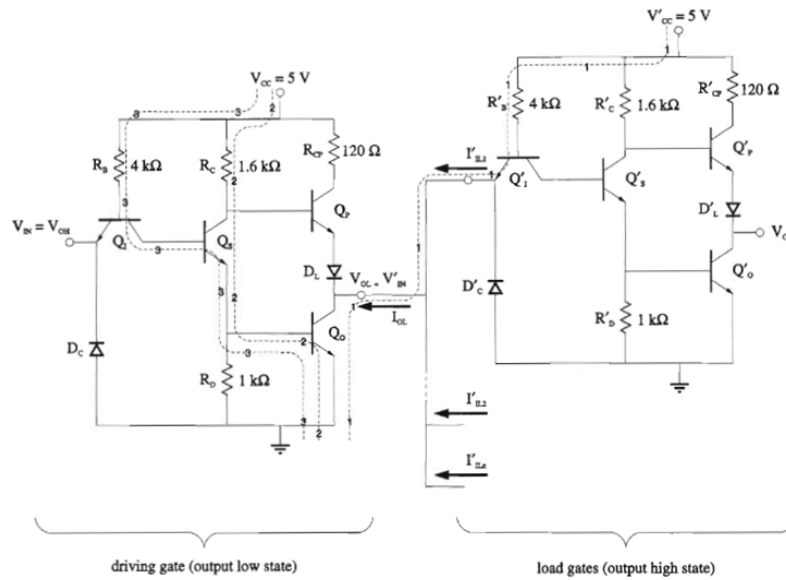 V'CC = 5 V
VCC = 5 V
1
1
R'B
4 kΩ
R'C
1.6 kΩ
R'CP
120 Ω
3
3
2
RB
4 kΩ
RC
1.6 kΩ
RCP
120 Ω
I'IL1
Q'I
Q'S
Q'P
D'L
VIN = VOH
QI
QS
QP
DL
VOL = V'IN
IOL
D'C
Q'O
R'D
1 kΩ
DC
QO
RD
1 kΩ
I'IL2
I'ILn
driving gate (output low state)
load gates (output high state)